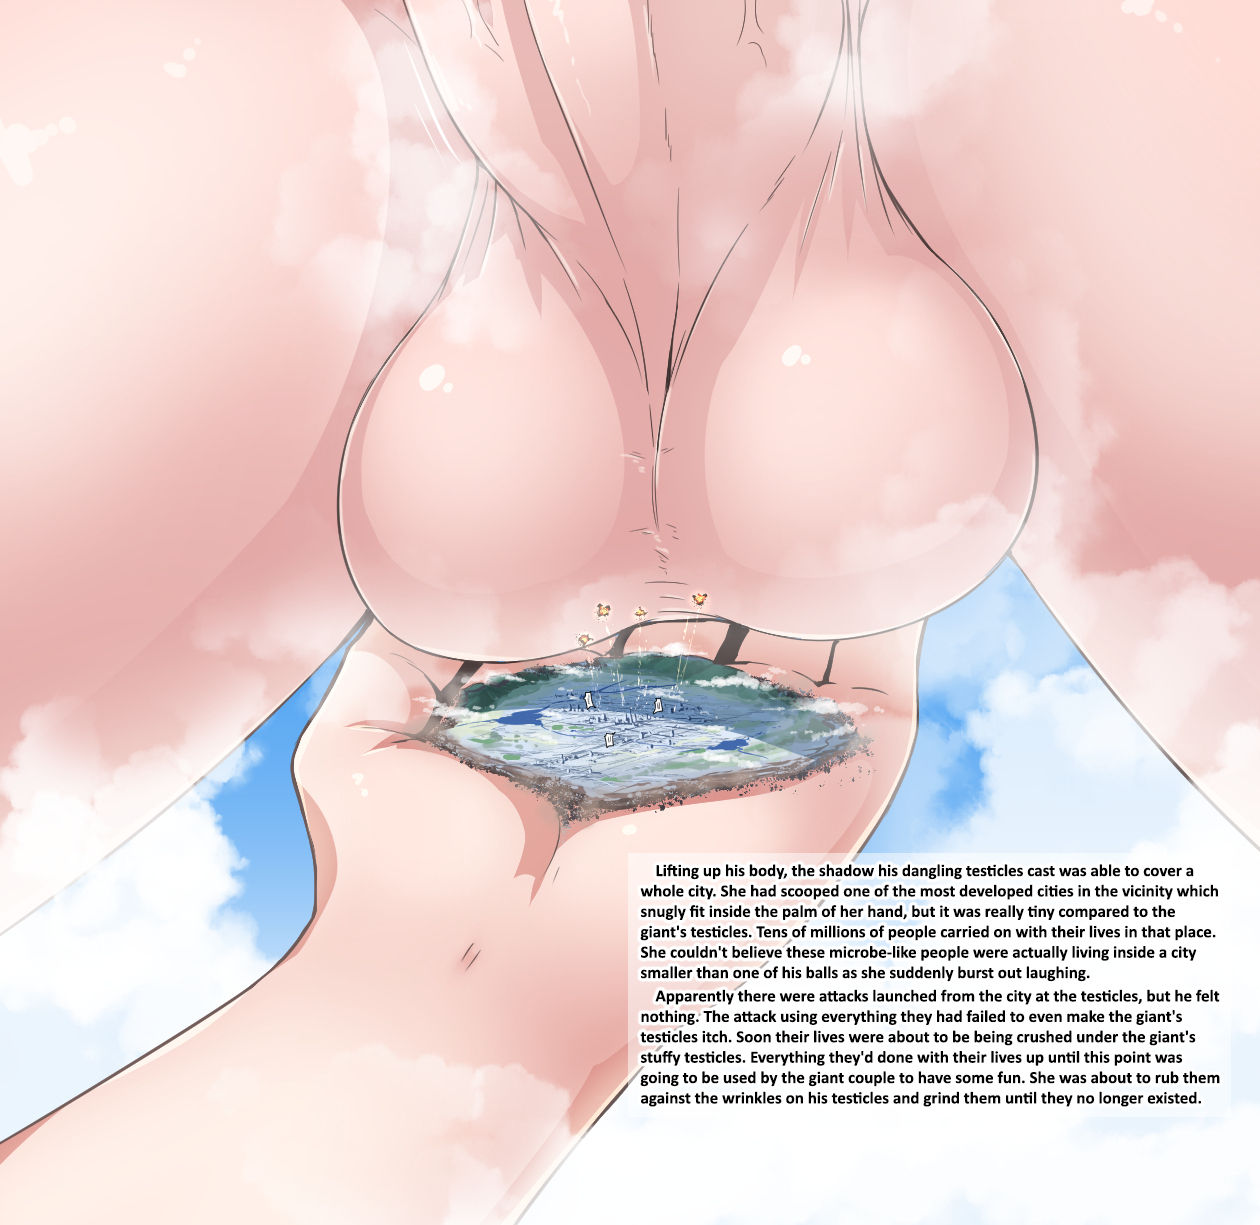 Lifting up his body, the shadow his dangling testicles cast was able to cover a
whole city. She had scooped one of the most developed cities in the vicinity which
snugly fit inside the palm of her hand, but it was really tiny compared to the
giant's testicles. Tens of millions of people carried on with their lives in that place.
She couldn't believe these microbe-like people were actually living inside a city
smaller than one of his balls as she suddenly burst out laughing.
Apparently there were attacks launched from the city at the testicles, but he felt
nothing. The attack using everything they had failed to even make the giant's
testicles itch. Soon their lives were about to be being crushed under the giant's
stuffy testicles. Everything they'd done with their lives up until this point was
going to be used by the giant couple to have some fun. She was about to rub them
against the wrinkles on his testicles and grind them until they no longer existed.